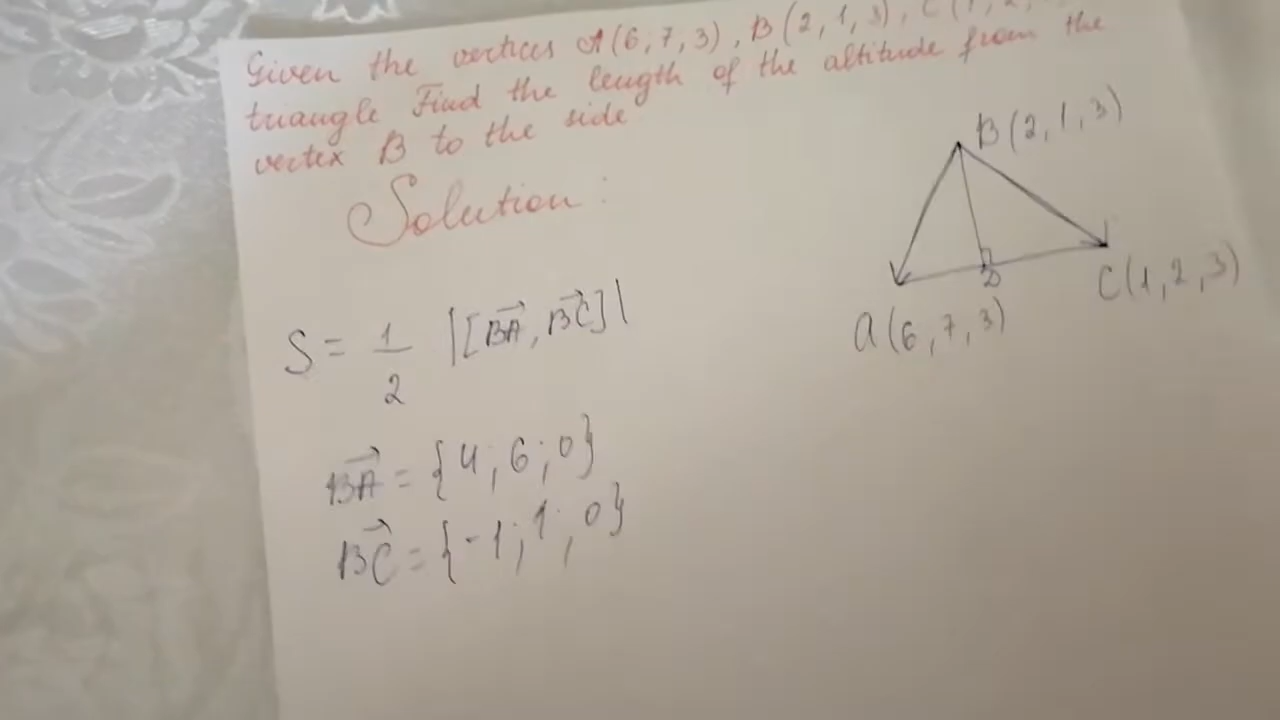 Given the vertices A(6,7,3), B(2,1,3), C(1,2,
triangle Find the length of the altitude from the
vertex B to the side
Solution:
B(2,1,3)
D
C(1,2,3)
A(6,7,3)
S = 1/2 |[BA, BC]|
BA = {4; 6; 0}
BC = {-1; 1; 0}